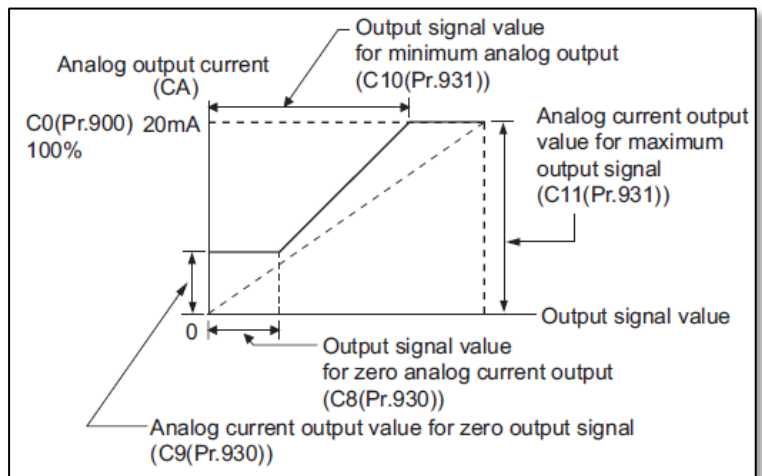 Output signal value
for minimum analog output
(C10(Pr.931))
Analog output current
(CA)
C0(Pr.900) 20mA
100%
Analog current output
value for maximum
output signal
(C11(Pr.931))
0
Output signal value
Output signal value
for zero analog current output
(C8(Pr.930))
Analog current output value for zero output signal
(C9(Pr.930))